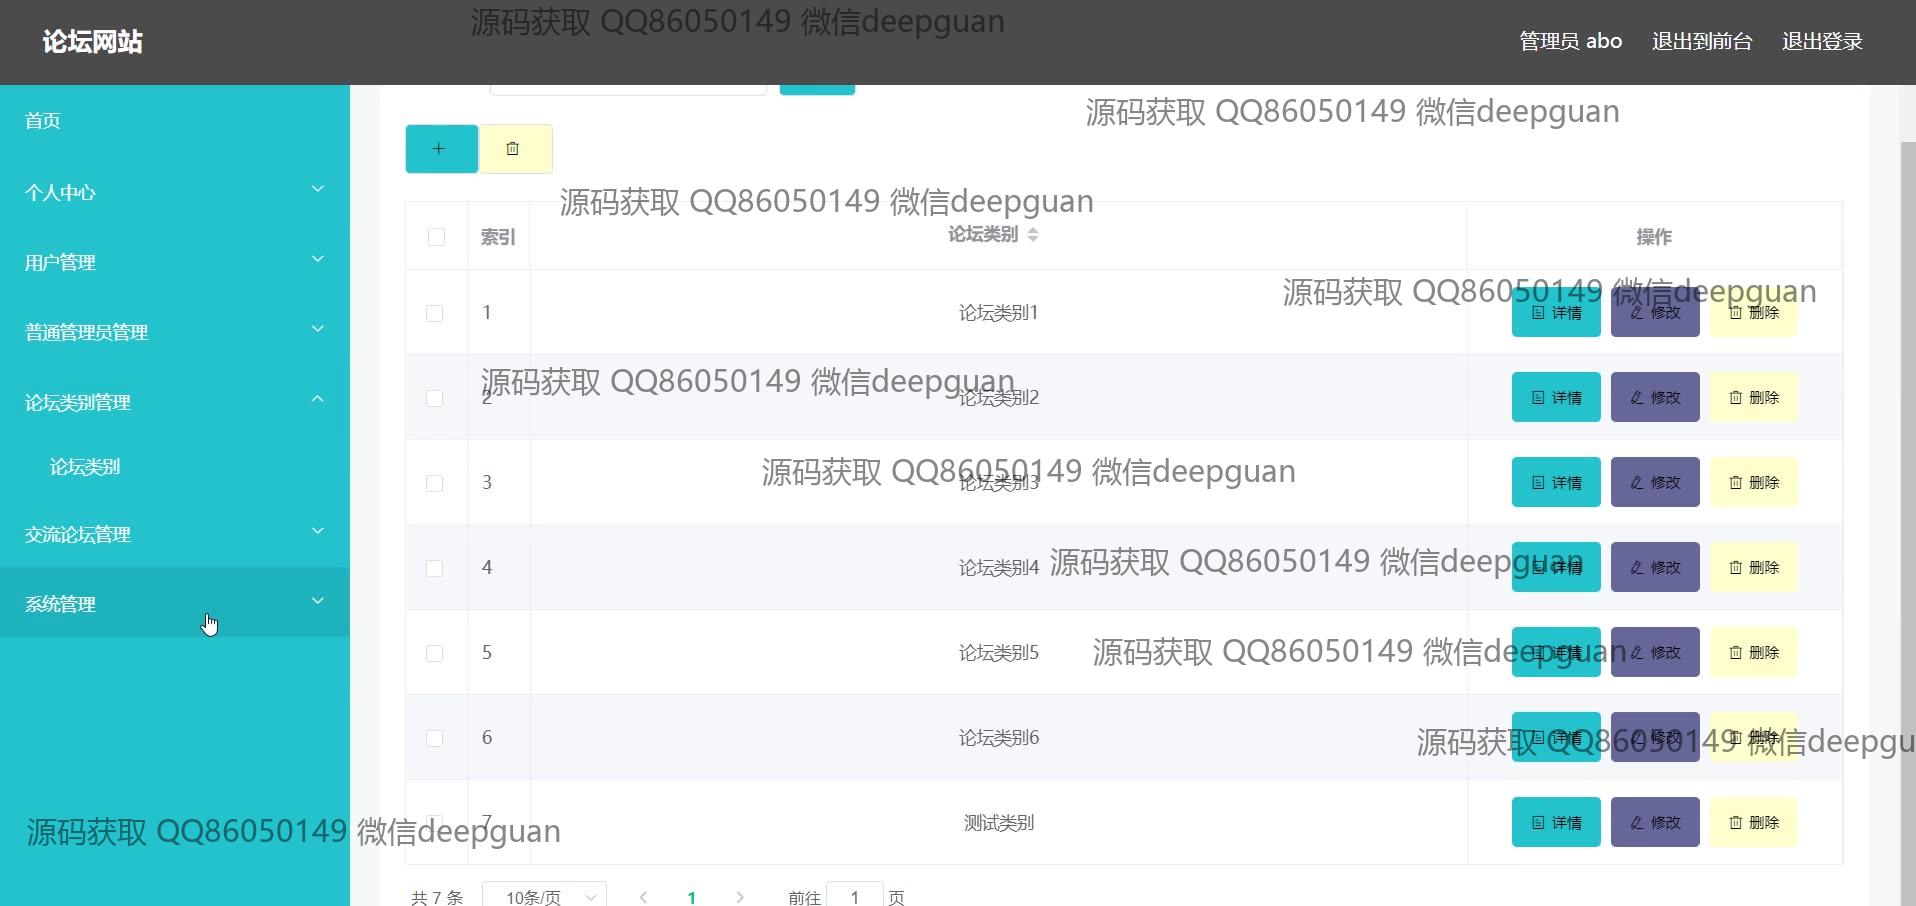 源码获取 QQ86050149 微信deepguan
论坛网站
管理员 abo 退出到前台 退出登录
源码获取 QQ86050149 微信deepguan
首页
个人中心
源码获取 QQ86050149 微信deepguan
索引 论坛类别 操作
用户管理
源码获取 QQ86050149 微信deepguan
1 论坛类别1 详情 修改 删除
普通管理员管理
源码获取 QQ86050149 微信deepguan
2 论坛类别2 详情 修改 删除
论坛类别管理
论坛类别
源码获取 QQ86050149 微信deepguan
3 论坛类别3 详情 修改 删除
交流论坛管理
源码获取 QQ86050149 微信deepguan
4 论坛类别4 详情 修改 删除
系统管理
源码获取 QQ86050149 微信deepguan
5 论坛类别5 详情 修改 删除
源码获取 QQ86050149 微信deepgu
6 论坛类别6 详情 修改 删除
源码获取 QQ86050149 微信deepguan
7 测试类别 详情 修改 删除
共 7 条 10条/页 1 前往 1 页